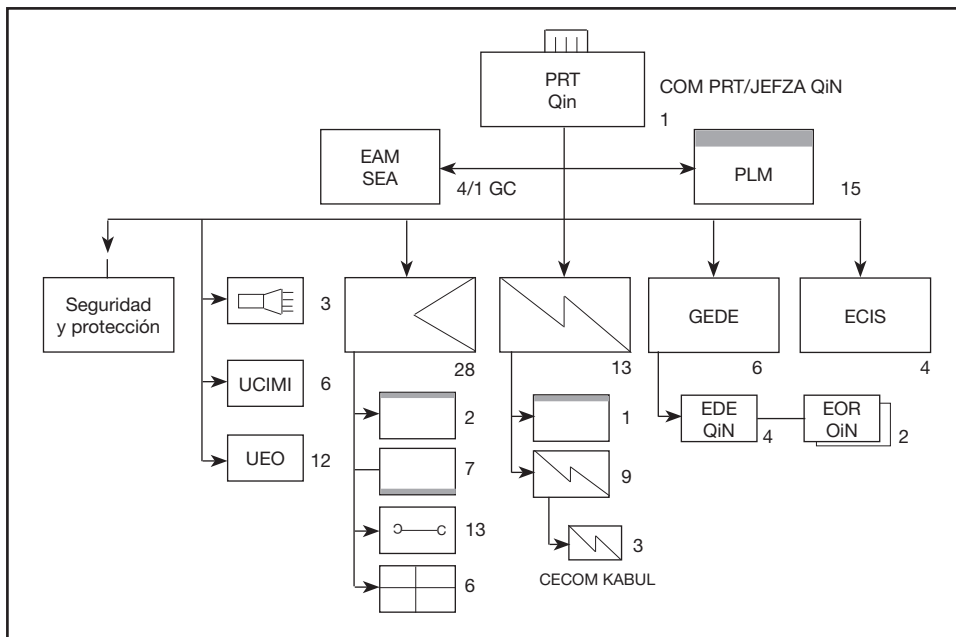 PRT
Qin
COM PRT/JEFZA QiN
1
EAM
SEA
4/1 GC
PLM
15
Seguridad
y protección
3
UCIMI
6
UEO
12
28
2
7
13
6
13
1
9
3
CECOM KABUL
GEDE
6
EDE
QiN
4
EOR
OiN
2
ECIS
4